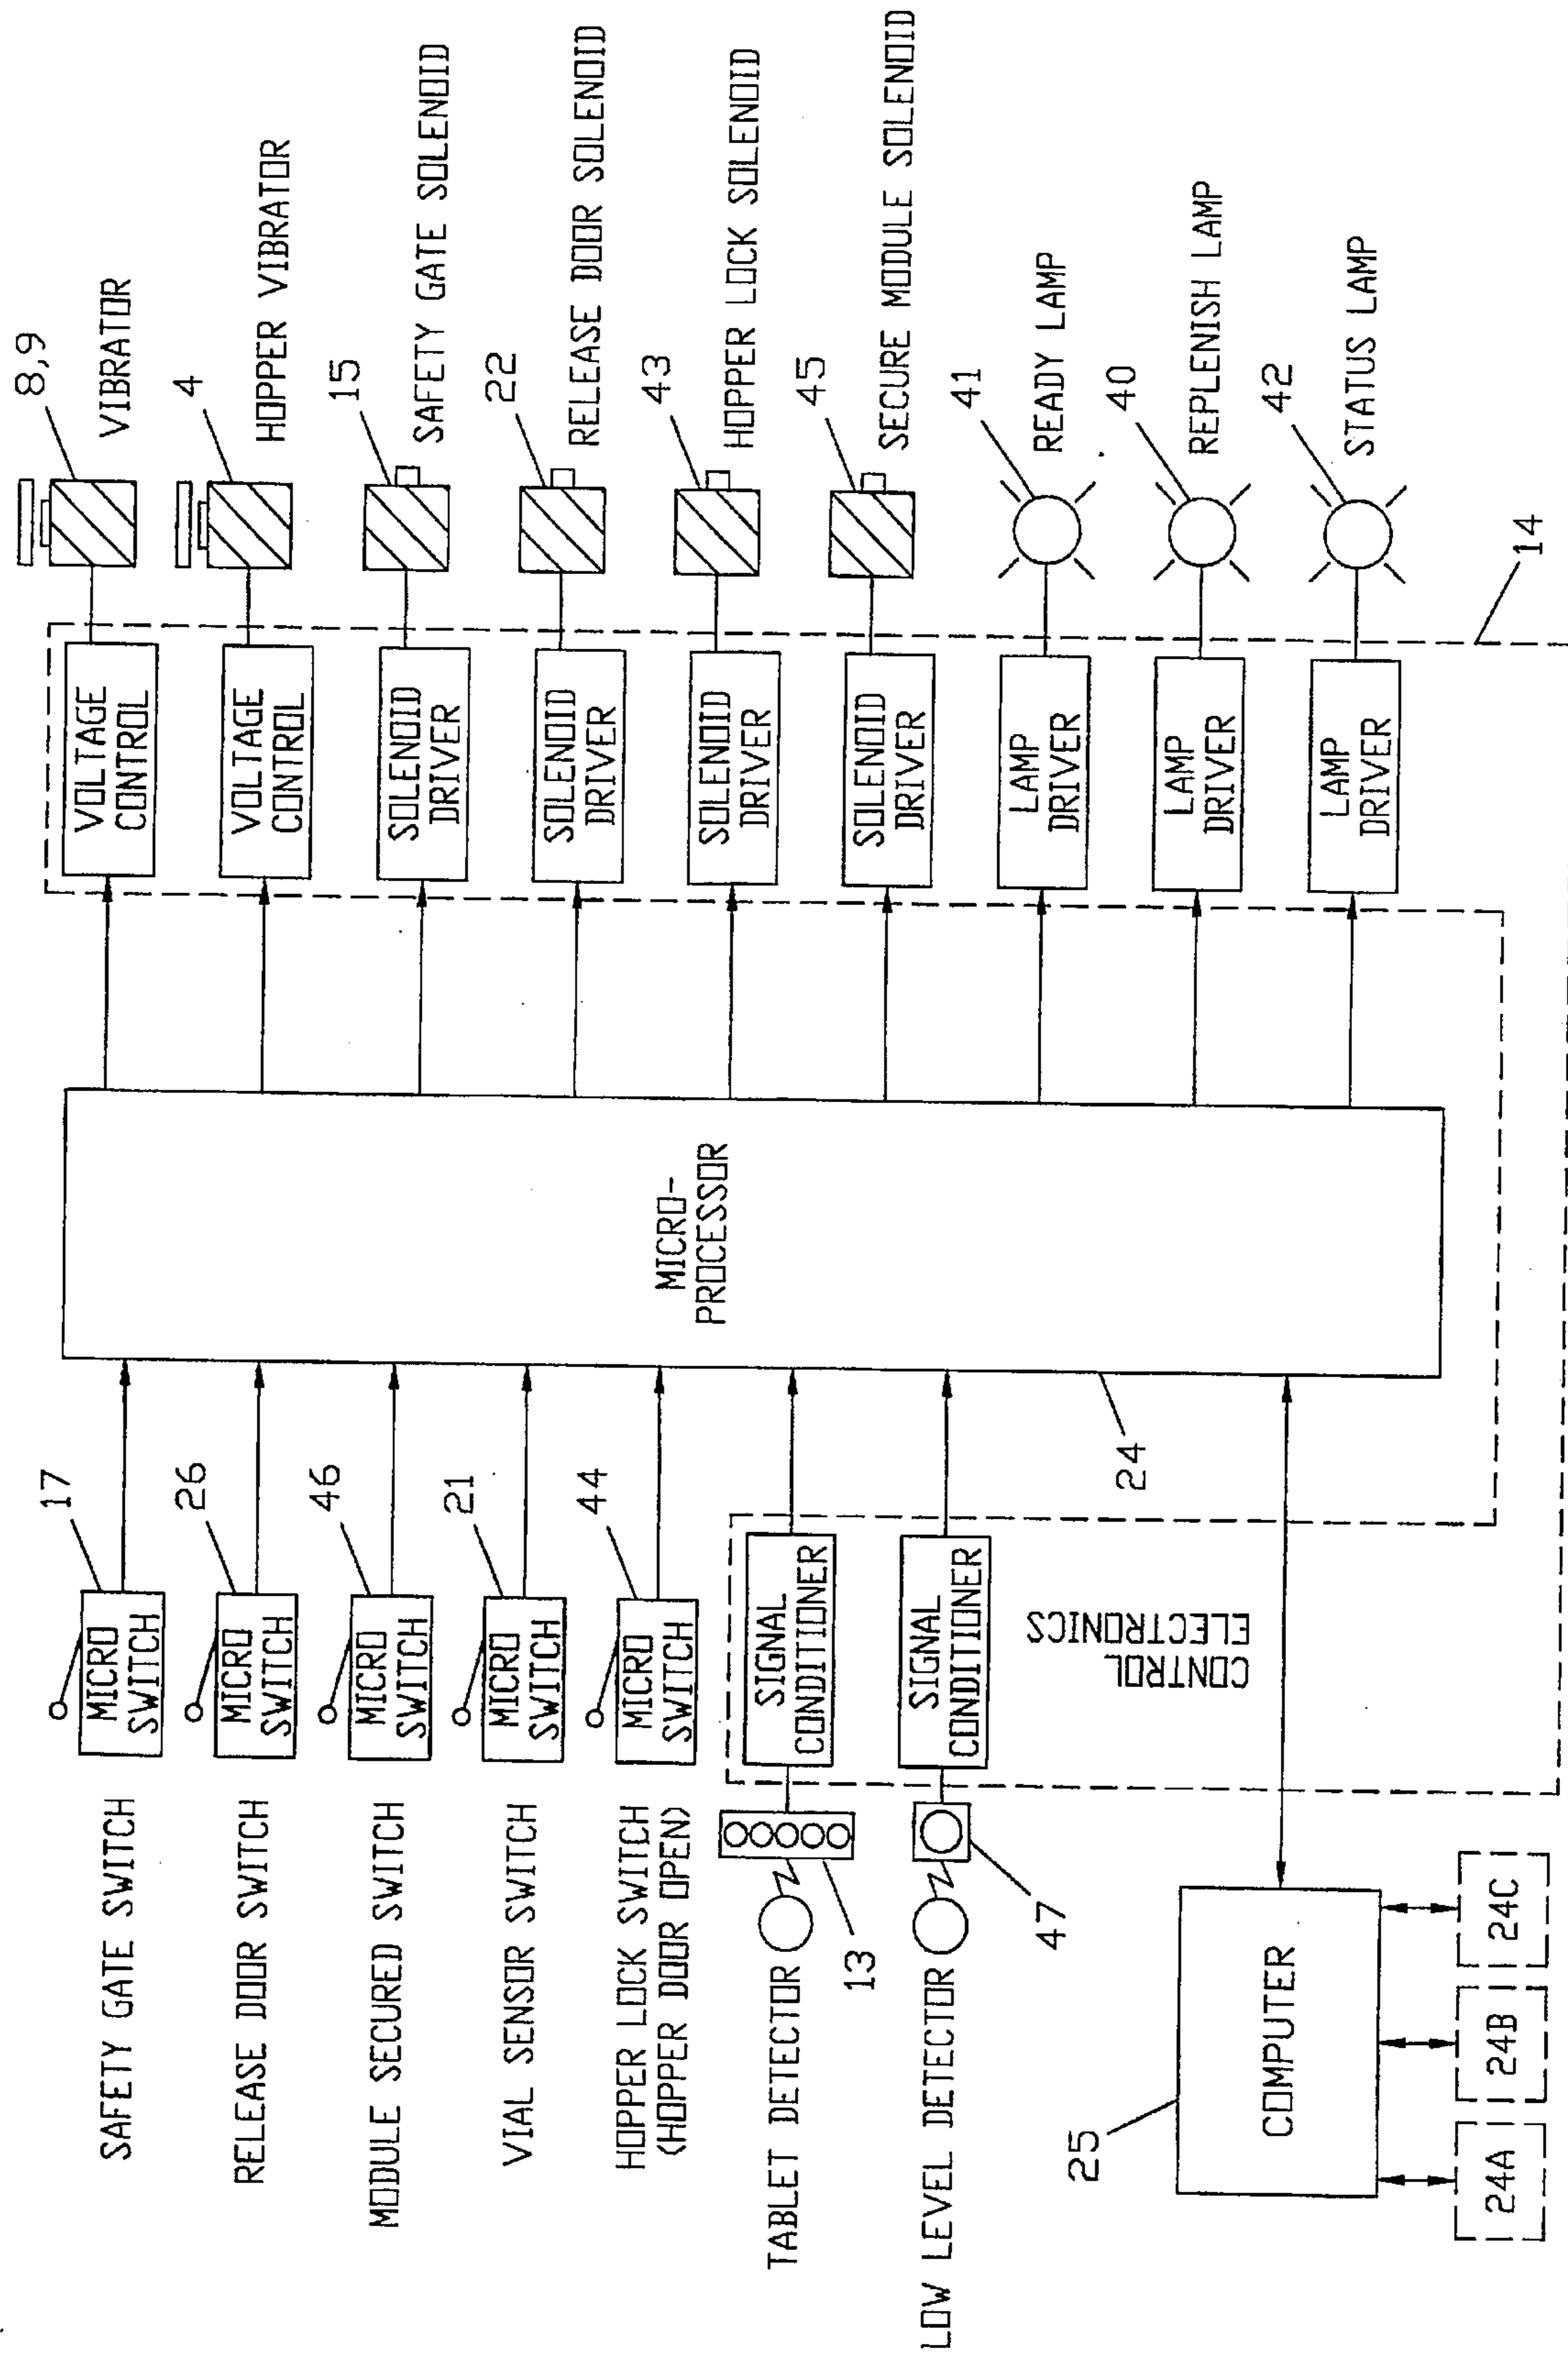 SAFETY GATE SWITCH
MICRO
SWITCH
17
RELEASE DOOR SWITCH
MICRO
SWITCH
26
MODULE SECURED SWITCH
MICRO
SWITCH
46
VIAL SENSOR SWITCH
MICRO
SWITCH
21
HOPPER LOCK SWITCH
(HOPPER DOOR OPEN)
MICRO
SWITCH
44
TABLET DETECTOR
13
SIGNAL
CONDITIONER
LOW LEVEL DETECTOR
47
SIGNAL
CONDITIONER
CONTROL
ELECTRONICS
25
COMPUTER
24A
24B
24C
MICRO-
PROCESSOR
24
VOLTAGE
CONTROL
8,9
VIBRATOR
VOLTAGE
CONTROL
4
HOPPER VIBRATOR
SOLENOID
DRIVER
15
SAFETY GATE SOLENOID
SOLENOID
DRIVER
22
RELEASE DOOR SOLENOID
SOLENOID
DRIVER
43
HOPPER LOCK SOLENOID
SOLENOID
DRIVER
45
SECURE MODULE SOLENOID
LAMP
DRIVER
41
READY LAMP
LAMP
DRIVER
40
REPLENISH LAMP
LAMP
DRIVER
42
STATUS LAMP
14